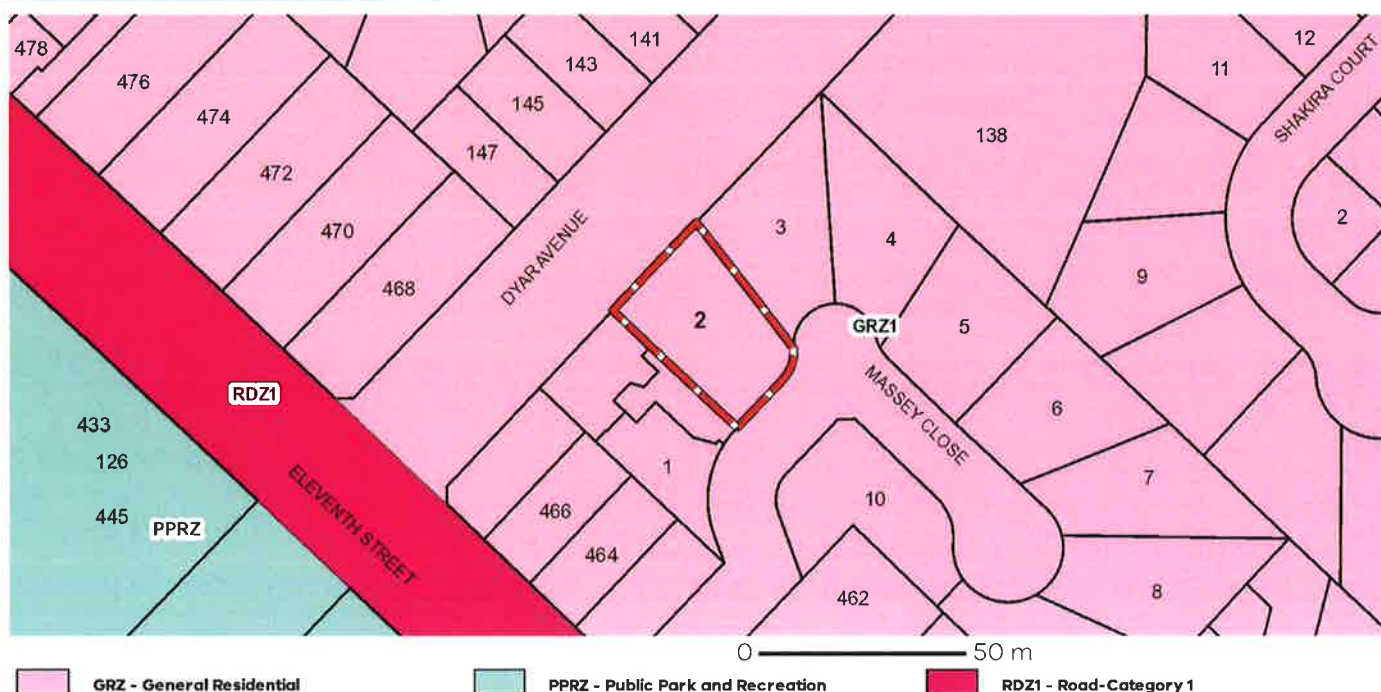 478
476
474
472
470
468
141
143
145
147
DYAR AVENUE
138
11
12
SHAKIRA COURT
2
9
3
4
2
GRZ1
5
MASSEY CLOSE
6
7
8
10
462
1
466
464
RDZ1
ELEVENTH STREET
433
126
445
PPRZ
0 50 m
GRZ - General Residential
PPRZ - Public Park and Recreation
RDZ1 - Road-Category 1